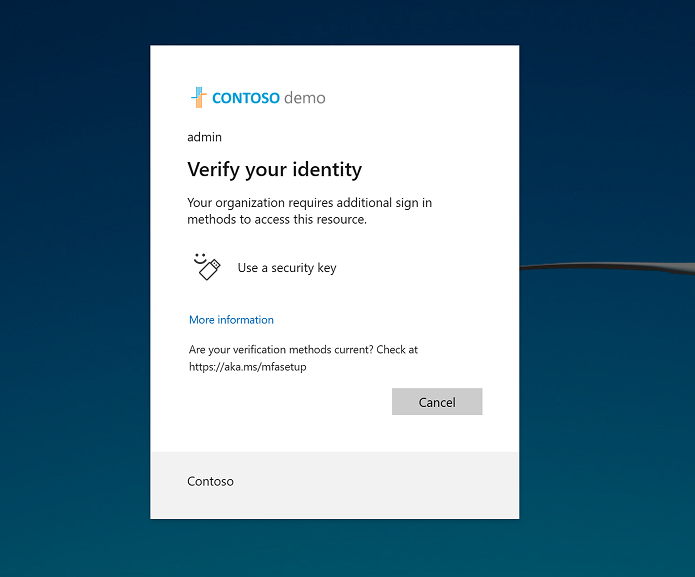 CONTOSO demo
admin
Verify your identity
Your organization requires additional sign in
methods to access this resource.
Use a security key
More information
Are your verification methods current? Check at
https://aka.ms/mfasetup
Cancel
Contoso